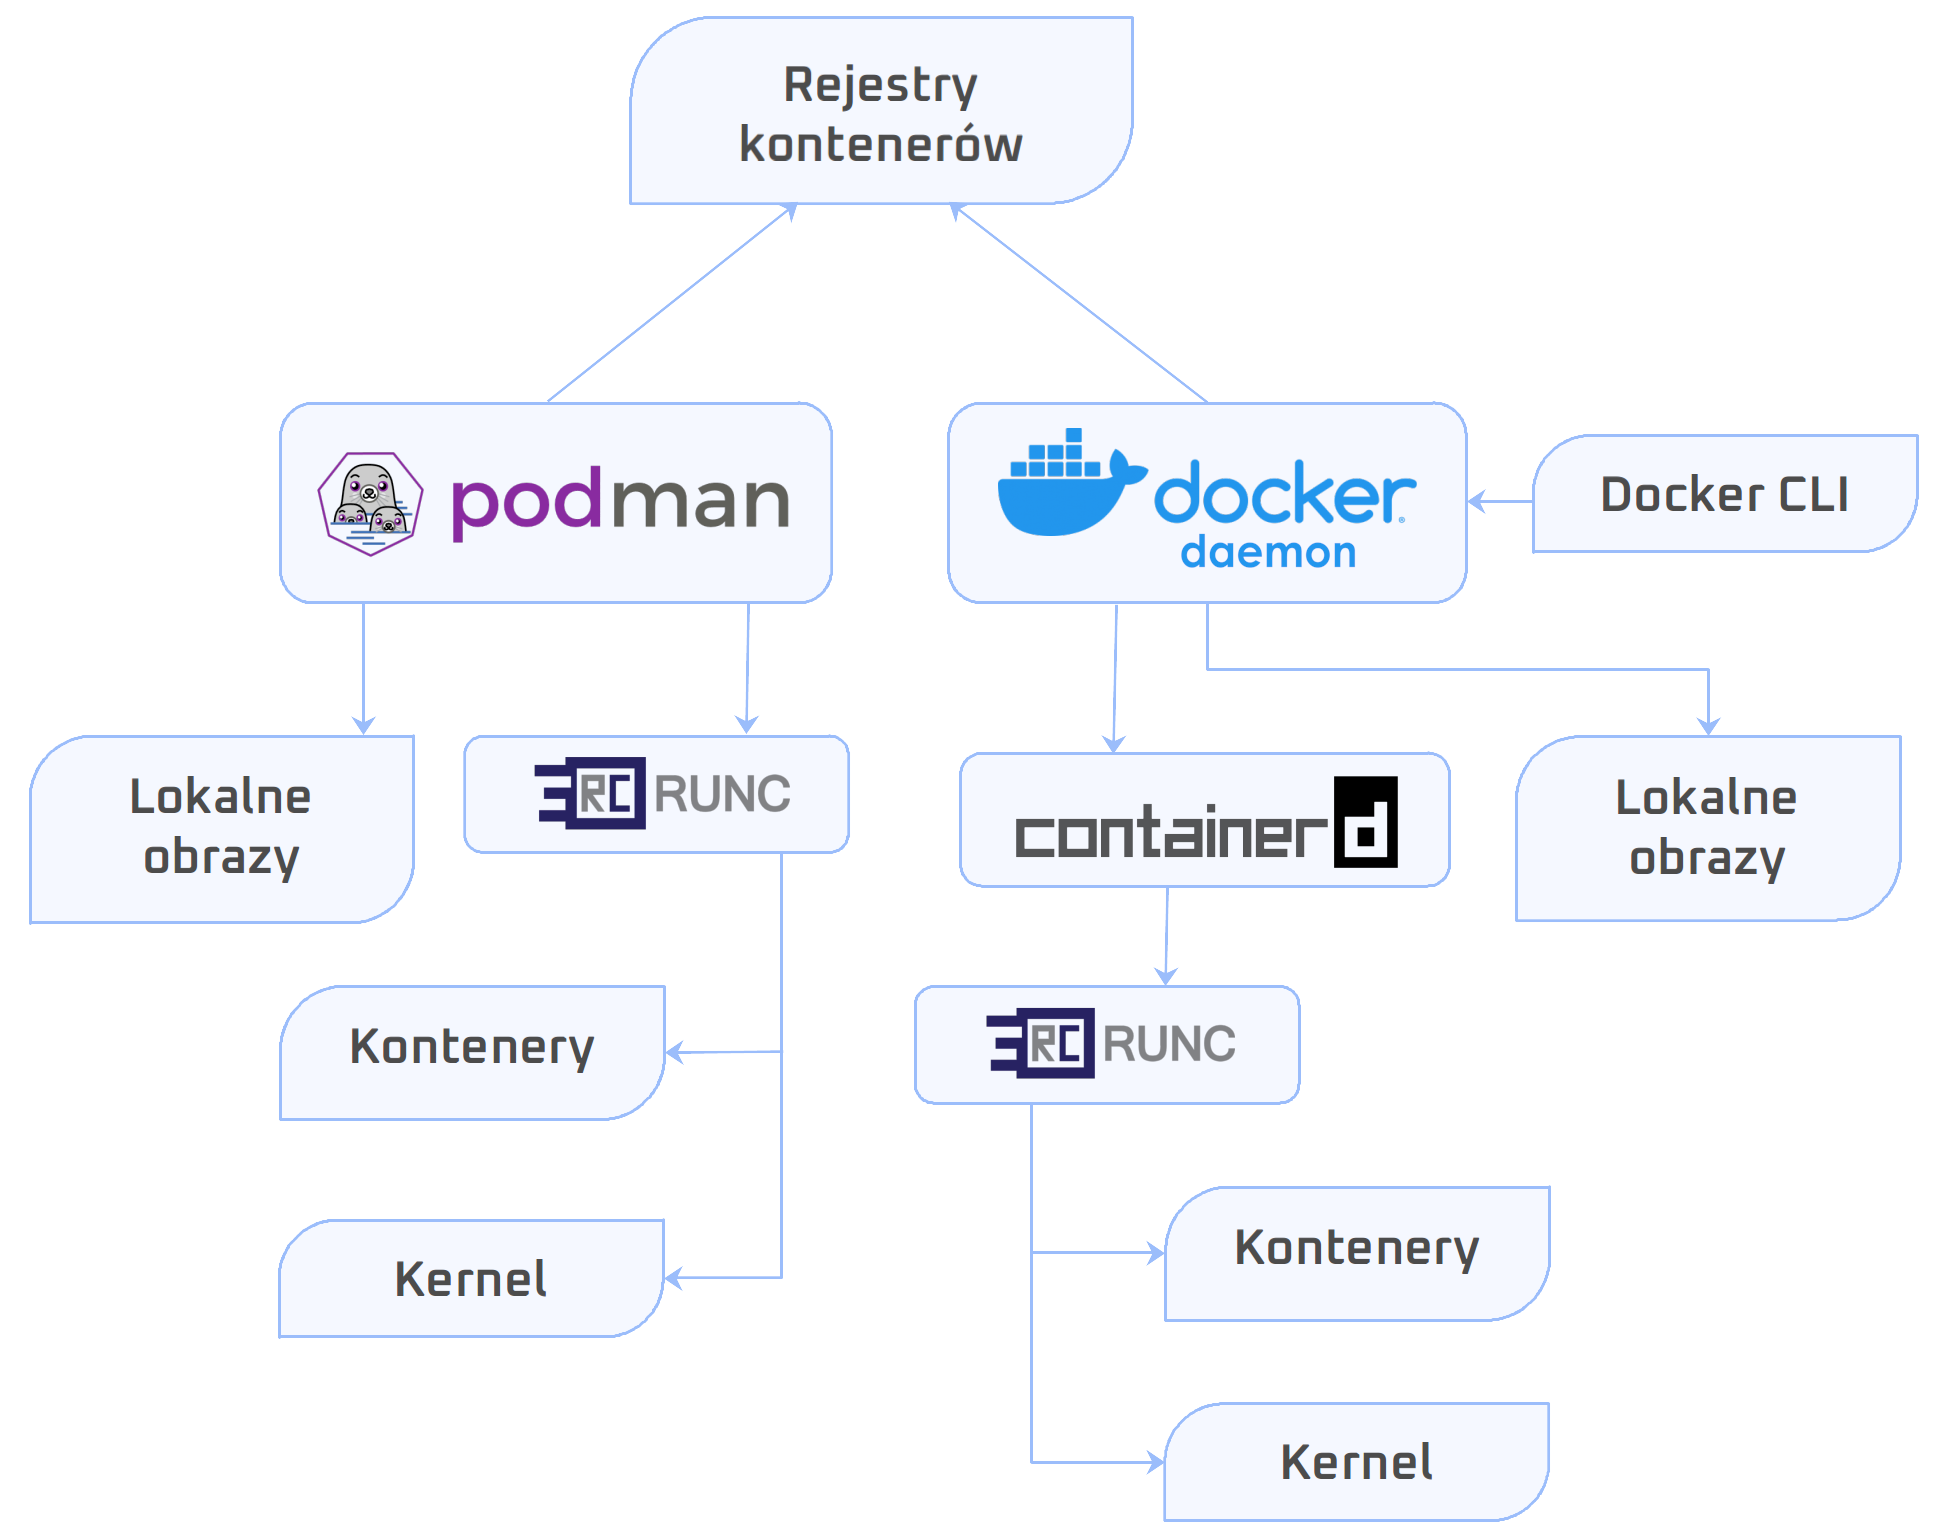 Rejestry
kontenerów
podman
docker
daemon
Docker CLI
Lokalne
obrazy
RC RUNC
containerd
Lokalne
obrazy
Kontenery
RC RUNC
Kernel
Kontenery
Kernel